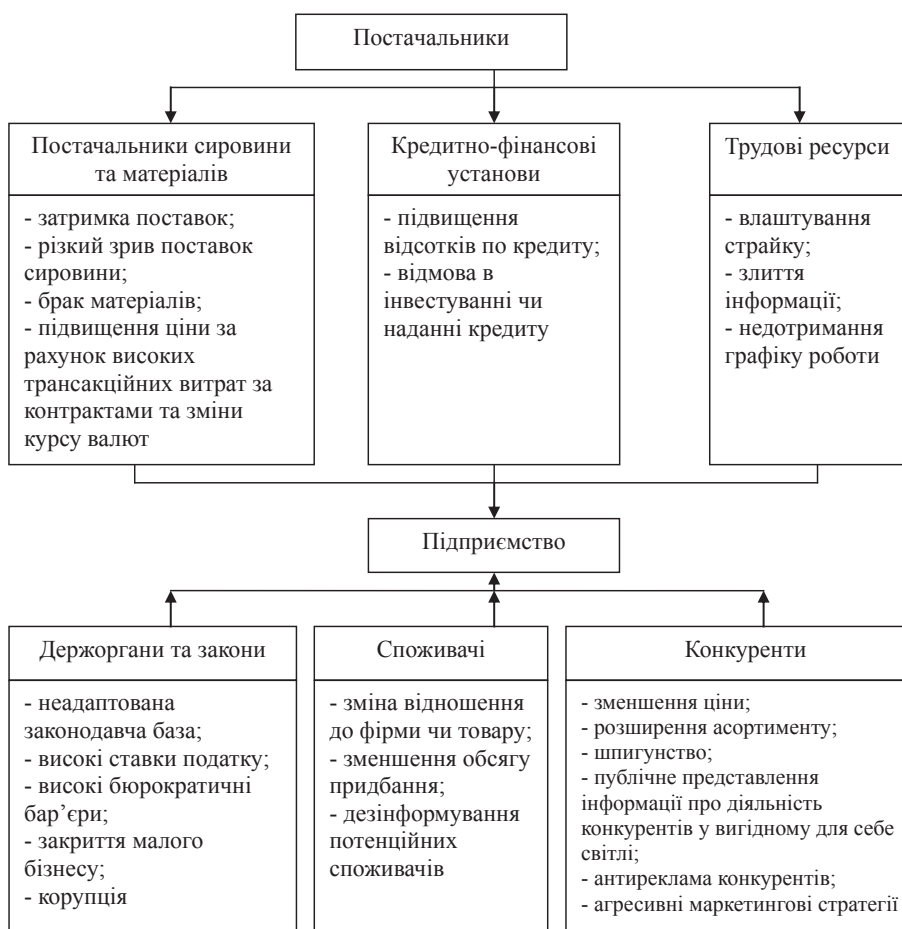 Постачальники
Постачальники сировини
та матеріалів
- затримка поставок;
- різкий зрив поставок
сировини;
- брак матеріалів;
- підвищення ціни за
рахунок високих
трансакційних витрат за
контрактами та зміни
курсу валют
Кредитно-фінансові
установи
- підвищення
відсотків по кредиту;
- відмова в
інвестуванні чи
наданні кредиту
Трудові ресурси
- влаштування
страйку;
- злиття
інформації;
- недотримання
графіку роботи
Підприємство
Держоргани та закони
- неадаптована
законодавча база;
- високі ставки податку;
- високі бюрократичні
бар’єри;
- закриття малого
бізнесу;
- корупція
Споживачі
- зміна відношення
до фірми чи товару;
- зменшення обсягу
придбання;
- дезінформування
потенційних
споживачів
Конкуренти
- зменшення ціни;
- розширення асортименту;
- шпигунство;
- публічне представлення
інформації про діяльність
конкурентів у вигідному для себе
світлі;
- антиреклама конкурентів;
- агресивні маркетингові стратегії